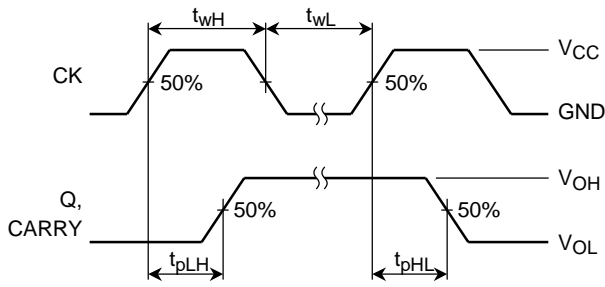 twH twL
CK 50% 50% VCC
GND
Q,
CARRY 50% 50% VOH
VOL
tpLH tpHL